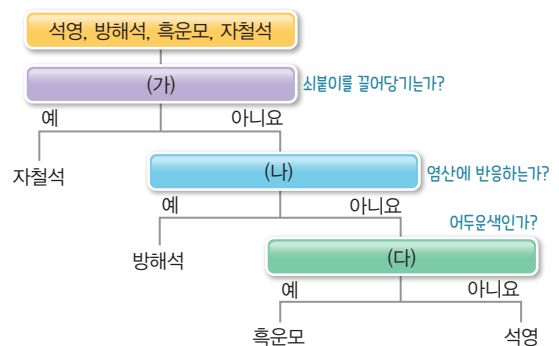 석영, 방해석, 흑운모, 자철석
(가)
쇠붙이를 끌어당기는가?
예
아니요
자철석
(나)
염산에 반응하는가?
예
아니요
어두운색인가?
방해석
(다)
예
아니요
흑운모
석영